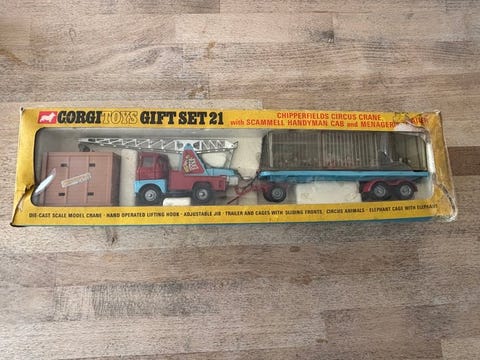 CORGI TOYS GIFT SET 21
CHIPPERFIELDS CIRCUS CRANE
with SCAMMELL HANDYMAN CAB and MENAGERIE
DIE-CAST SCALE MODEL CRANE · HAND OPERATED LIFTING HOOK · ADJUSTABLE JIB · TRAILER AND CAGES WITH SLIDING FRONTS · CIRCUS ANIMALS · ELEPHANT CAGE WITH ELEPHANT